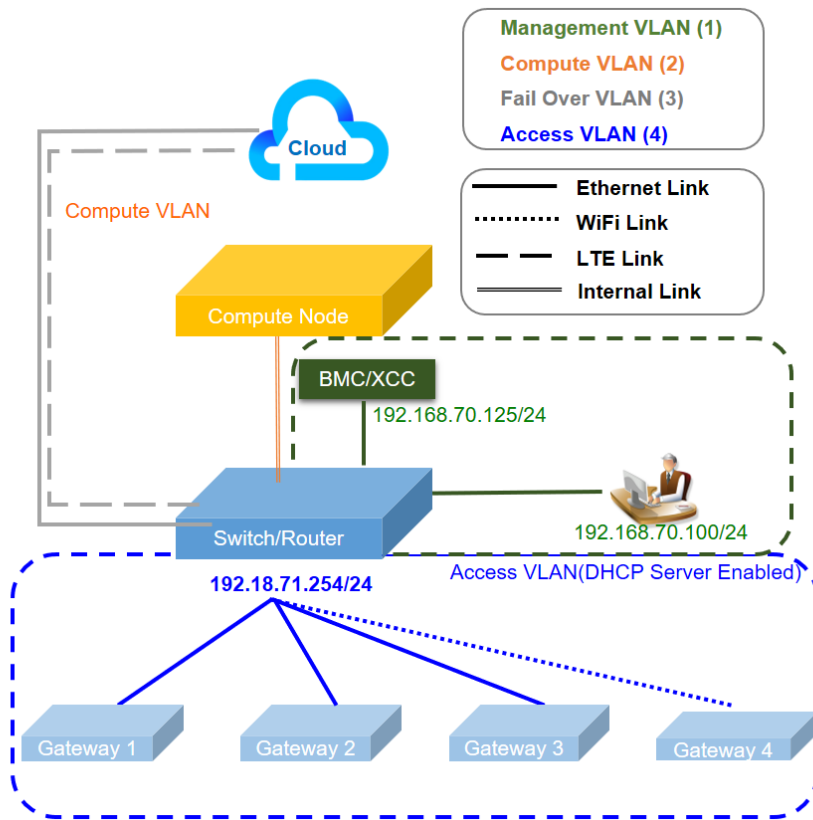 Management VLAN (1)
Compute VLAN (2)
Fail Over VLAN (3)
Access VLAN (4)
Cloud
Ethernet Link
WiFi Link
LTE Link
Internal Link
Compute VLAN
Compute Node
BMC/XCC
192.168.70.125/24
Switch/Router
192.168.70.100/24
Access VLAN(DHCP Server Enabled)
192.18.71.254/24
Gateway 1
Gateway 2
Gateway 3
Gateway 4